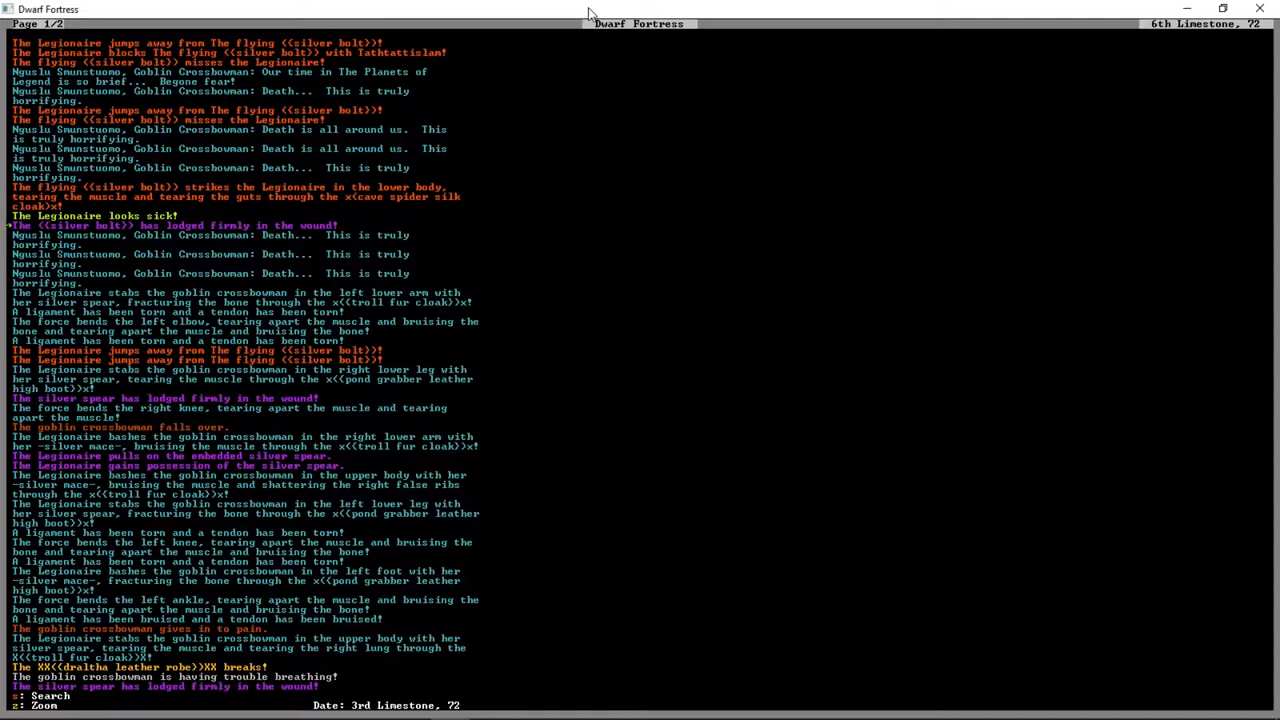 Dwarf Fortress
Page 1/2
Dwarf Fortress
6th Limestone, 72
The Legionaire jumps away from The flying ((silver bolt))!
The Legionaire blocks The flying ((silver bolt)) with Tathtattislam!
The flying ((silver bolt)) misses the Legionaire!
Nguslu Smunstuomo, Goblin Crossbowman: Our time in The Planets of
Legend is so brief... Begone fear!
Nguslu Smunstuomo, Goblin Crossbowman: Death... This is truly
horrifying.
The Legionaire jumps away from The flying ((silver bolt))!
The flying ((silver bolt)) misses the Legionaire!
Nguslu Smunstuomo, Goblin Crossbowman: Death is all around us. This
is truly horrifying.
Nguslu Smunstuomo, Goblin Crossbowman: Death is all around us. This
is truly horrifying.
Nguslu Smunstuomo, Goblin Crossbowman: Death... This is truly
horrifying.
The flying ((silver bolt)) strikes the Legionaire in the lower body,
tearing the muscle and tearing the guts through the x(cave spider silk
cloak)x!
The Legionaire looks sick!
→The ((silver bolt)) has lodged firmly in the wound!
Nguslu Smunstuomo, Goblin Crossbowman: Death... This is truly
horrifying.
Nguslu Smunstuomo, Goblin Crossbowman: Death... This is truly
horrifying.
Nguslu Smunstuomo, Goblin Crossbowman: Death... This is truly
horrifying.
The Legionaire stabs the goblin crossbowman in the left lower arm with
her silver spear, fracturing the bone through the x((troll fur cloak))x!
A ligament has been torn and a tendon has been torn!
The force bends the left elbow, tearing apart the muscle and bruising the
bone and tearing apart the muscle and bruising the bone!
A ligament has been torn and a tendon has been torn!
The Legionaire jumps away from The flying ((silver bolt))!
The Legionaire jumps away from The flying ((silver bolt))!
The Legionaire stabs the goblin crossbowman in the right lower leg with
her silver spear, tearing the muscle through the x((pond grabber leather
high boot))x!
The silver spear has lodged firmly in the wound!
The force bends the right knee, tearing apart the muscle and tearing
apart the muscle!
The goblin crossbowman falls over.
The Legionaire bashes the goblin crossbowman in the right lower arm with
her -silver mace-, bruising the muscle through the x((troll fur cloak))x!
The Legionaire pulls on the embedded silver spear.
The Legionaire gains possession of the silver spear.
The Legionaire bashes the goblin crossbowman in the upper body with her
-silver mace-, bruising the muscle and shattering the right false ribs
through the x((troll fur cloak))x!
The Legionaire stabs the goblin crossbowman in the left lower leg with
her silver spear, fracturing the bone through the x((pond grabber leather
high boot))x!
A ligament has been torn and a tendon has been torn!
The force bends the left knee, tearing apart the muscle and bruising the
bone and tearing apart the muscle and bruising the bone!
A ligament has been torn and a tendon has been torn!
The Legionaire bashes the goblin crossbowman in the left foot with her
-silver mace-, fracturing the bone through the x((pond grabber leather
high boot))x!
The force bends the left ankle, tearing apart the muscle and bruising the
bone and tearing apart the muscle and bruising the bone!
A ligament has been bruised and a tendon has been bruised!
The goblin crossbowman gives in to pain.
The Legionaire stabs the goblin crossbowman in the upper body with her
silver spear, tearing the muscle and tearing the right lung through the
X((troll fur cloak))X!
The XX((draltha leather robe))XX breaks!
The goblin crossbowman is having trouble breathing!
The silver spear has lodged firmly in the wound!
s: Search
z: Zoom
Date: 3rd Limestone, 72